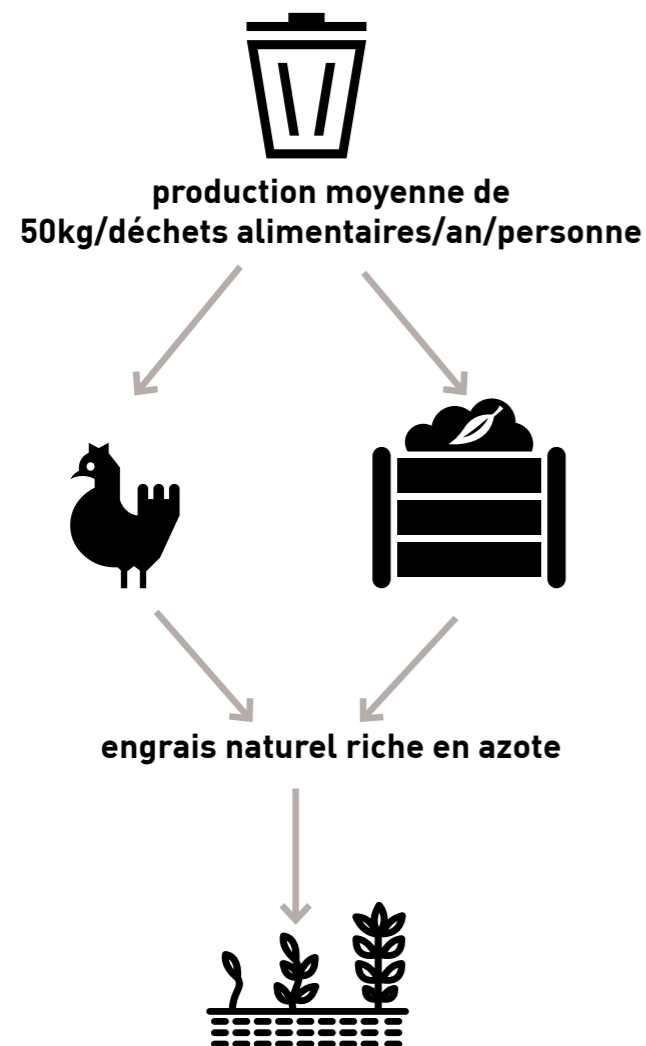 production moyenne de
50kg/déchets alimentaires/an/personne
engrais naturel riche en azote